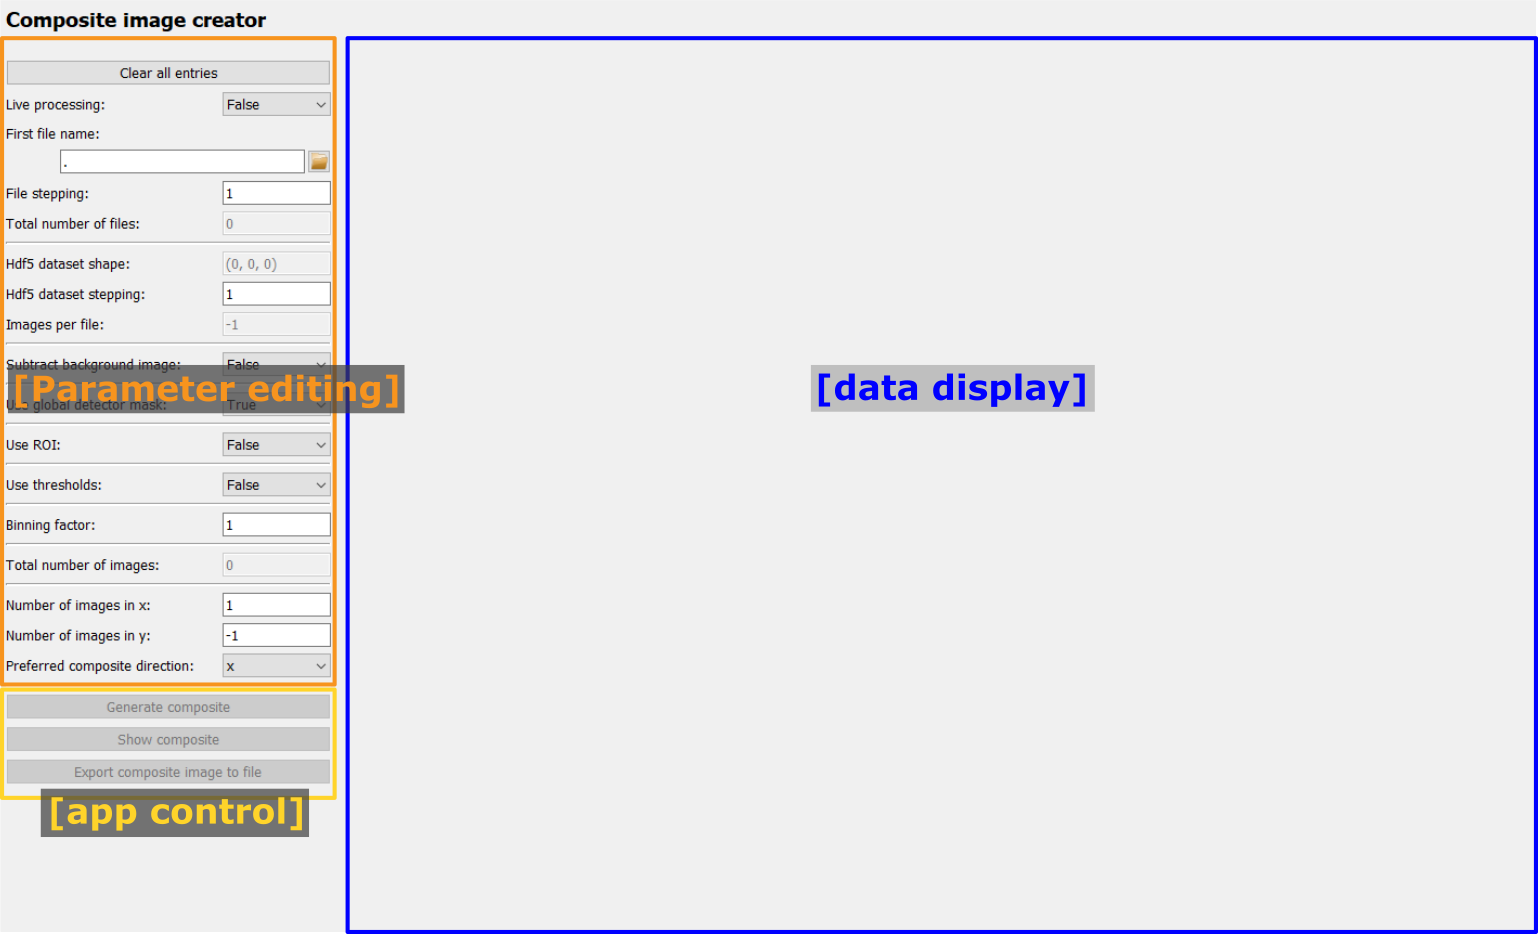 Composite image creator
Clear all entries
Live processing: False
First file name:
.
File stepping: 1
Total number of files: 0
Hdf5 dataset shape: (0, 0, 0)
Hdf5 dataset stepping: 1
Images per file: -1
Subtract background image: False
[Parameter editing]
[data display]
Use global detector mask: True
Use ROI: False
Use thresholds: False
Binning factor: 1
Total number of images: 0
Number of images in x: 1
Number of images in y: -1
Preferred composite direction: x
Generate composite
Show composite
Export composite image to file
[app control]